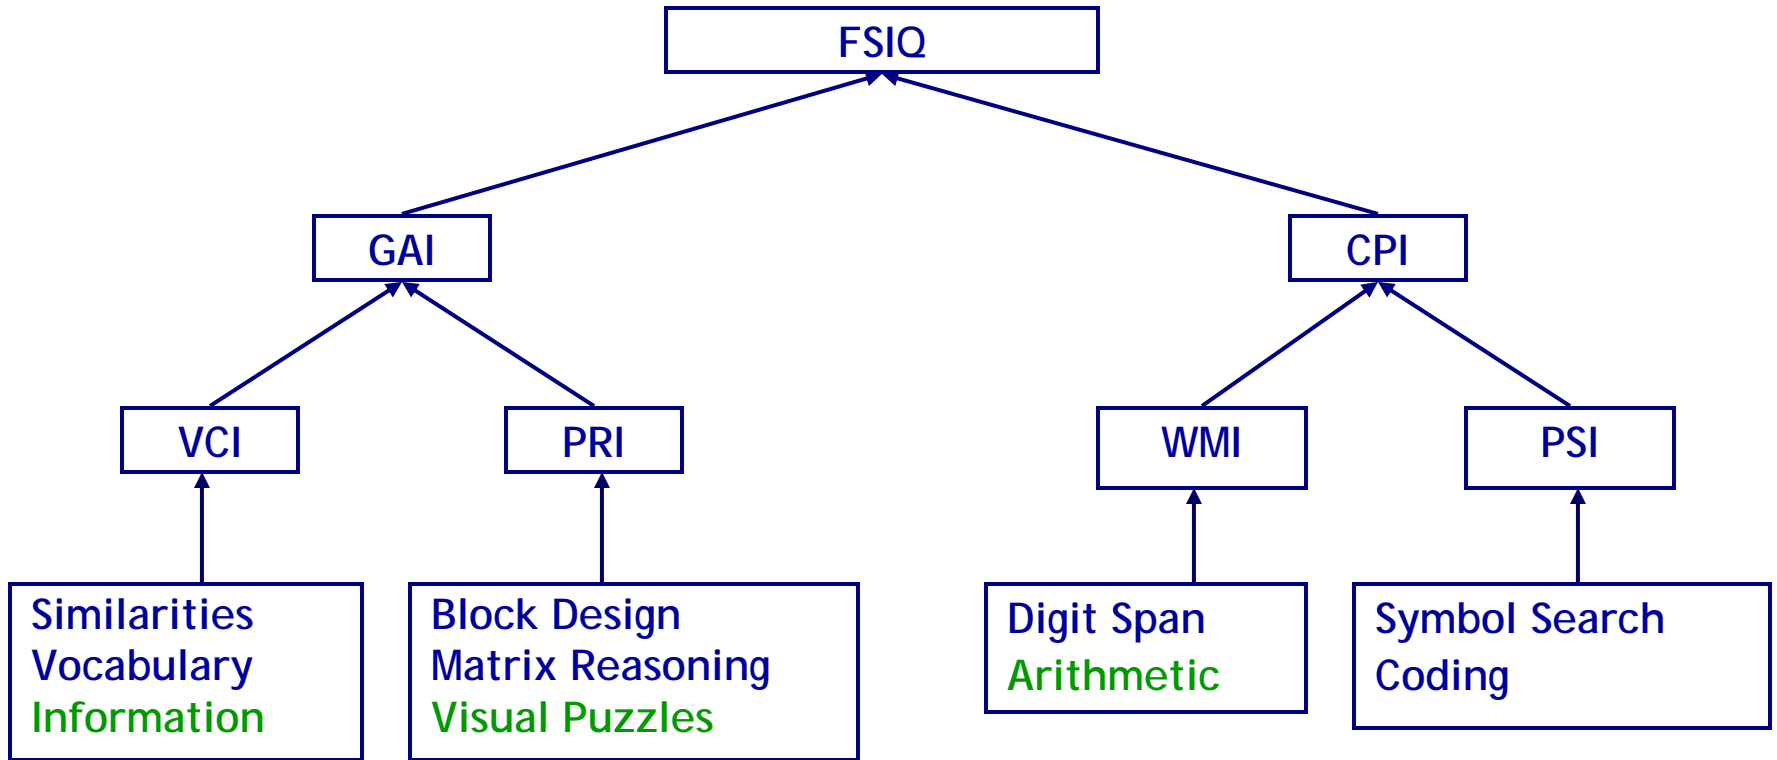 FSIQ
GAI
CPI
VCI
PRI
WMI
PSI
Similarities
Vocabulary
Information
Block Design
Matrix Reasoning
Visual Puzzles
Digit Span
Arithmetic
Symbol Search
Coding